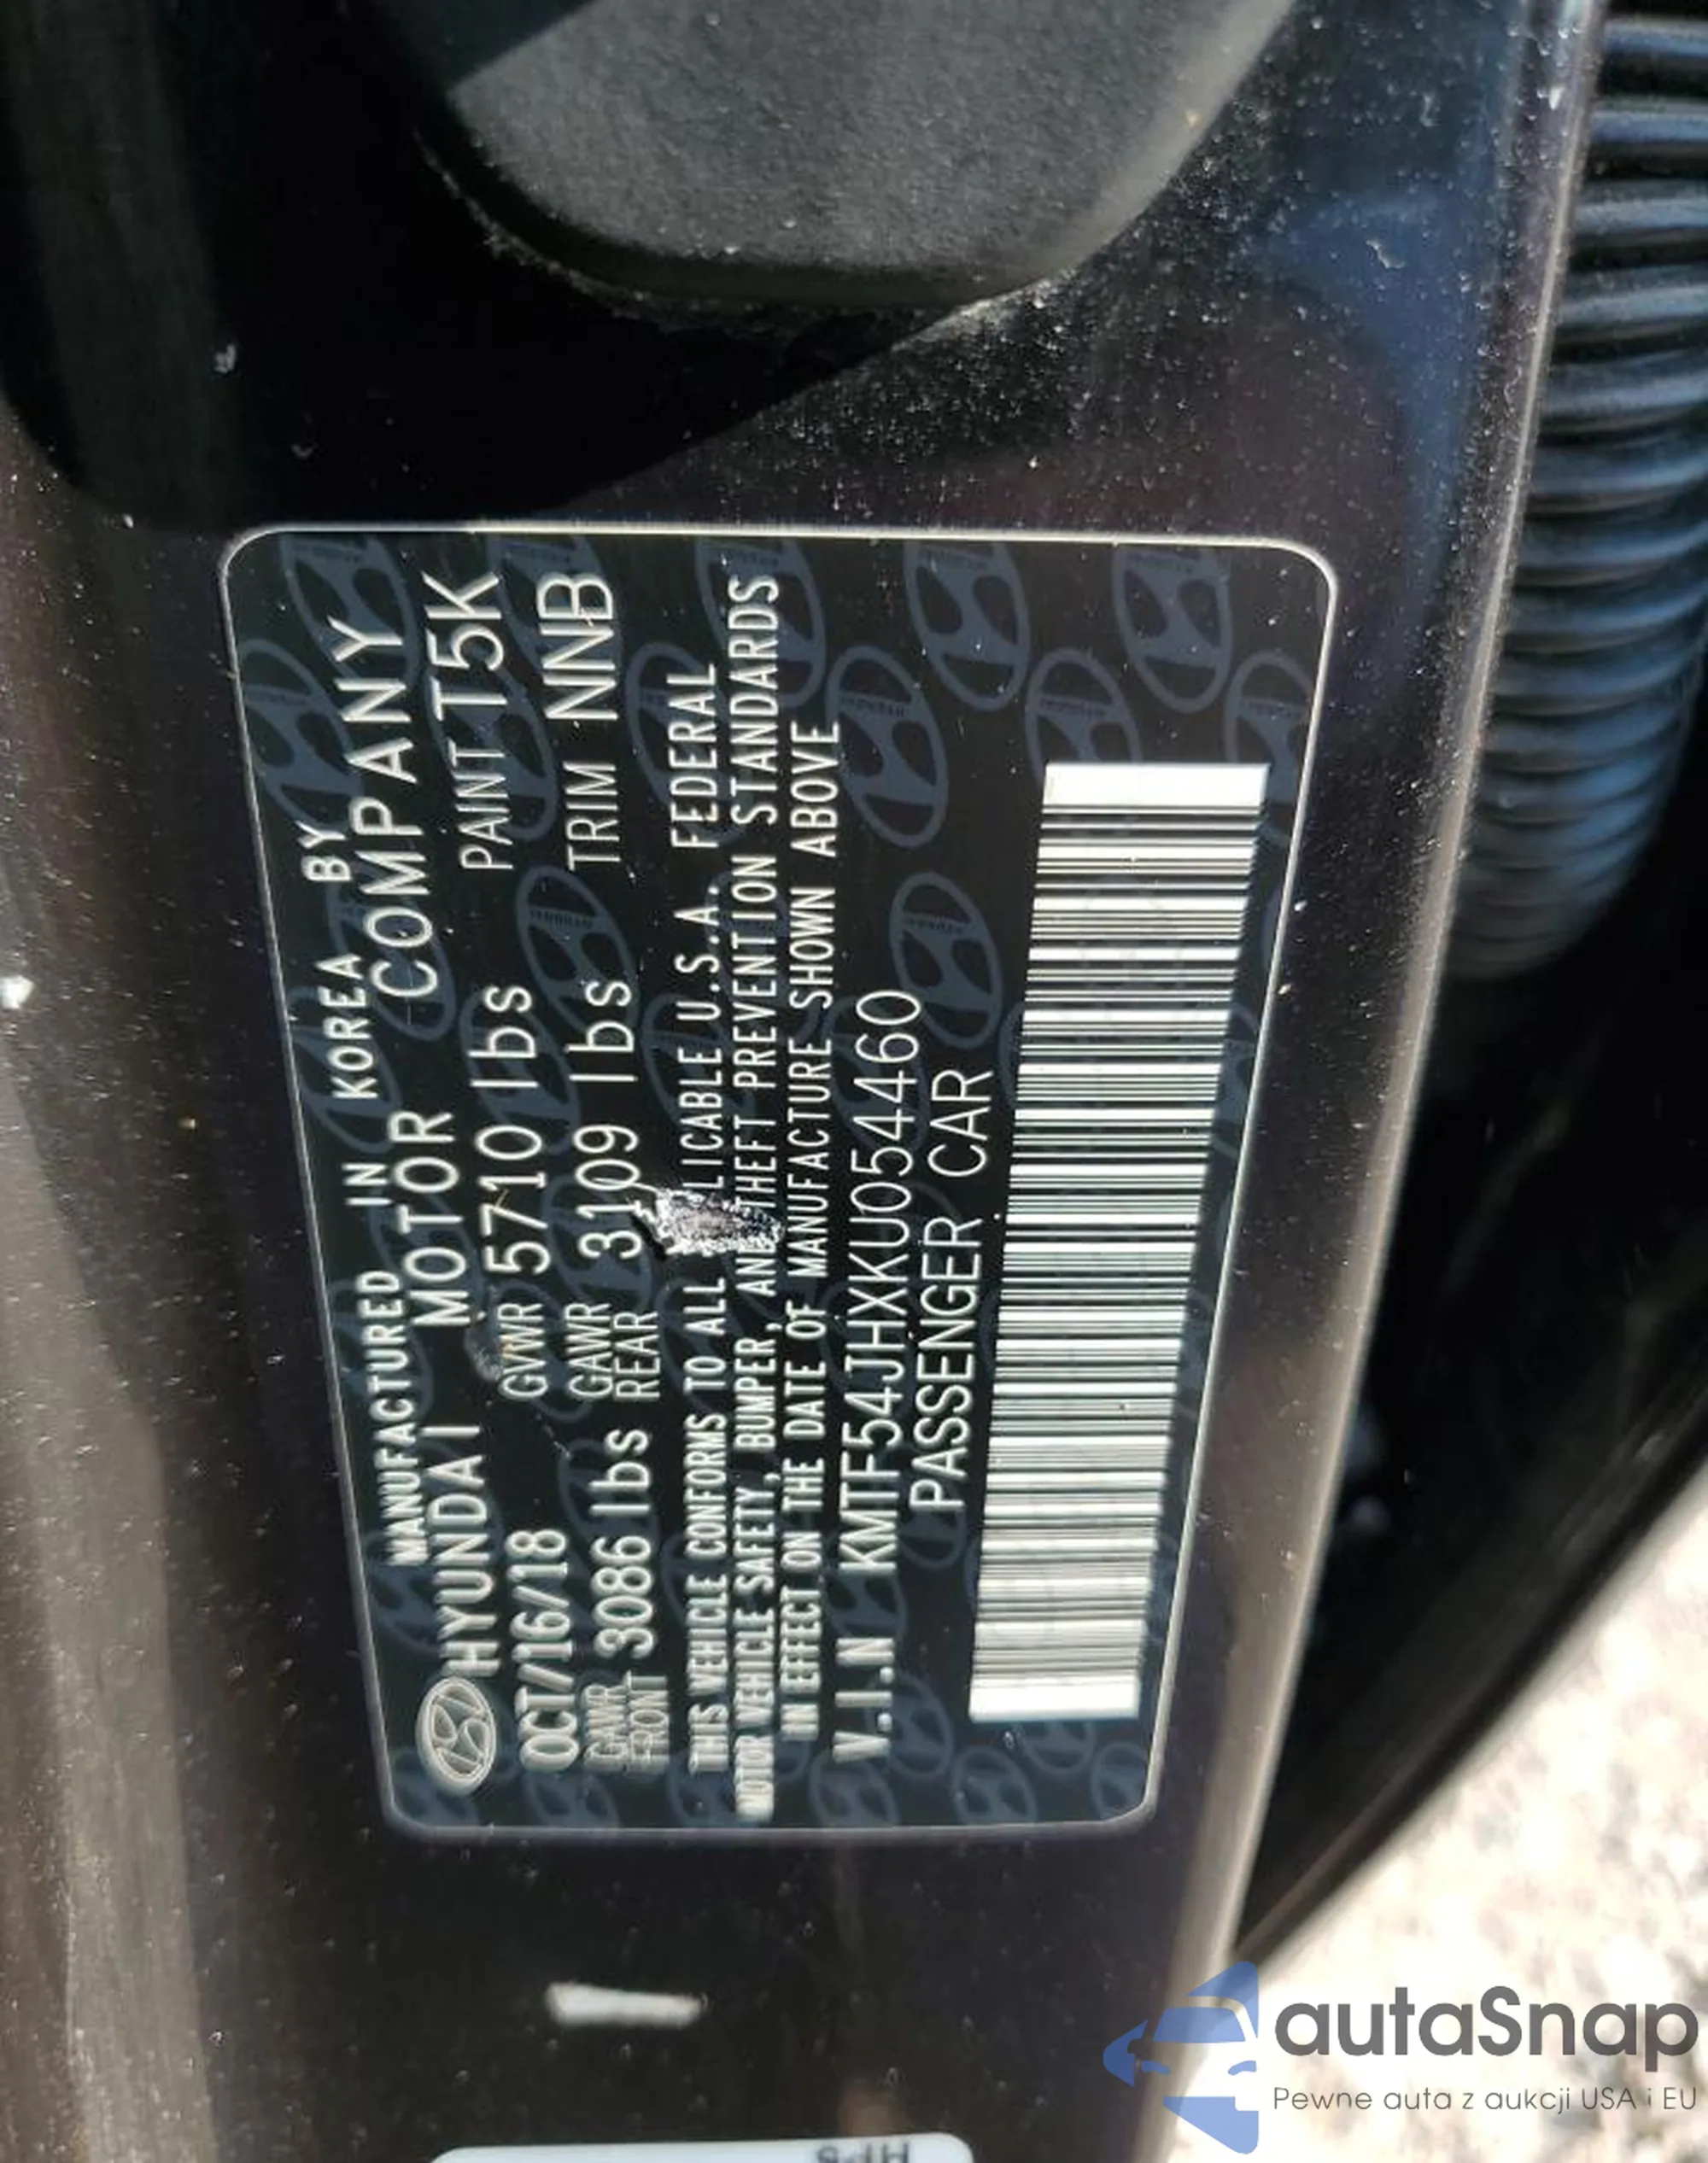 MANUFACTURED IN KOREA BY
HYUNDAI MOTOR COMPANY
OCT/16/18 GVWR 5710 lbs PAINT T5K
GAWR FRONT 3086 lbs GAWR REAR 3109 lbs TRIM NNB
THIS VEHICLE CONFORMS TO ALL LICABLE U.S.A. FEDERAL
MOTOR VEHICLE SAFETY, BUMPER, AND THEFT PREVENTION STANDARDS
IN EFFECT ON THE DATE OF MANUFACTURE SHOWN ABOVE
V.I.N KMTF54JHXKU054460
PASSENGER CAR
autaSnap
Pewne auta z aukcji USA i EU